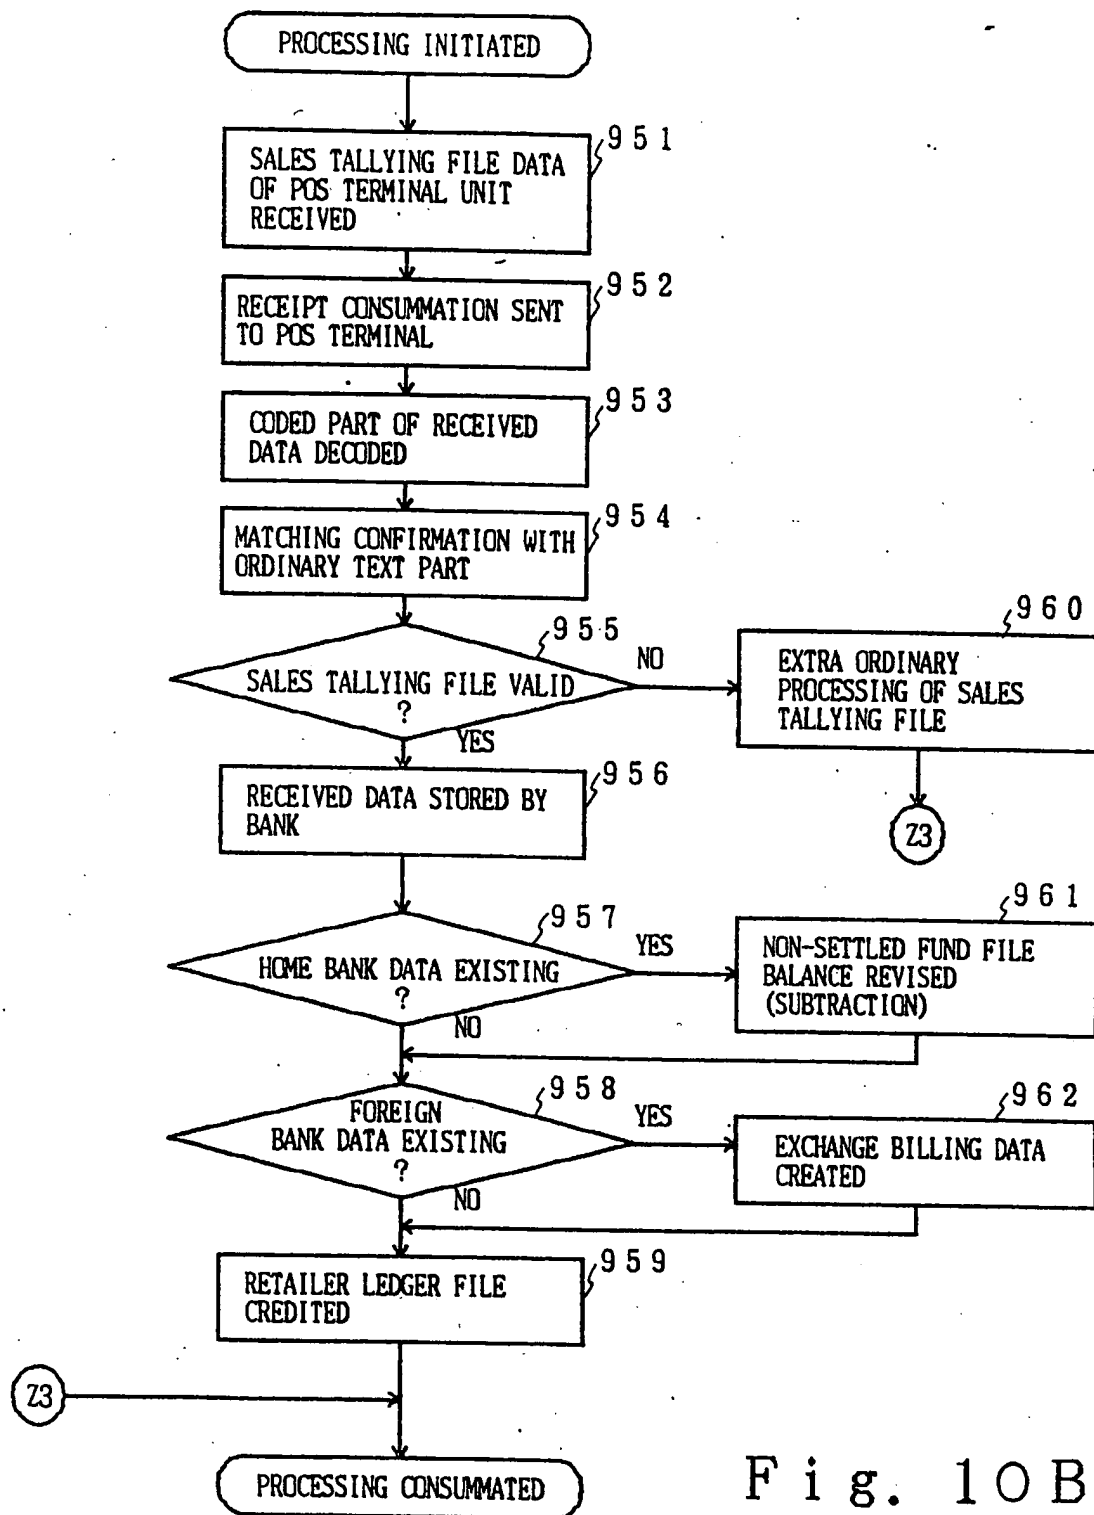 PROCESSING INITIATED
951
SALES TALLYING FILE DATA
OF POS TERMINAL UNIT
RECEIVED
952
RECEIPT CONSUMMATION SENT
TO POS TERMINAL
953
CODED PART OF RECEIVED
DATA DECODED
954
MATCHING CONFIRMATION WITH
ORDINARY TEXT PART
955
SALES TALLYING FILE VALID
?
NO
YES
960
EXTRA ORDINARY
PROCESSING OF SALES
TALLYING FILE
Z3
956
RECEIVED DATA STORED BY
BANK
957
HOME BANK DATA EXISTING
?
YES
NO
961
NON-SETTLED FUND FILE
BALANCE REVISED
(SUBTRACTION)
958
FOREIGN
BANK DATA EXISTING
?
YES
NO
962
EXCHANGE BILLING DATA
CREATED
959
RETAILER LEDGER FILE
CREDITED
Z3
PROCESSING CONSUMMATED
Fig. 10B